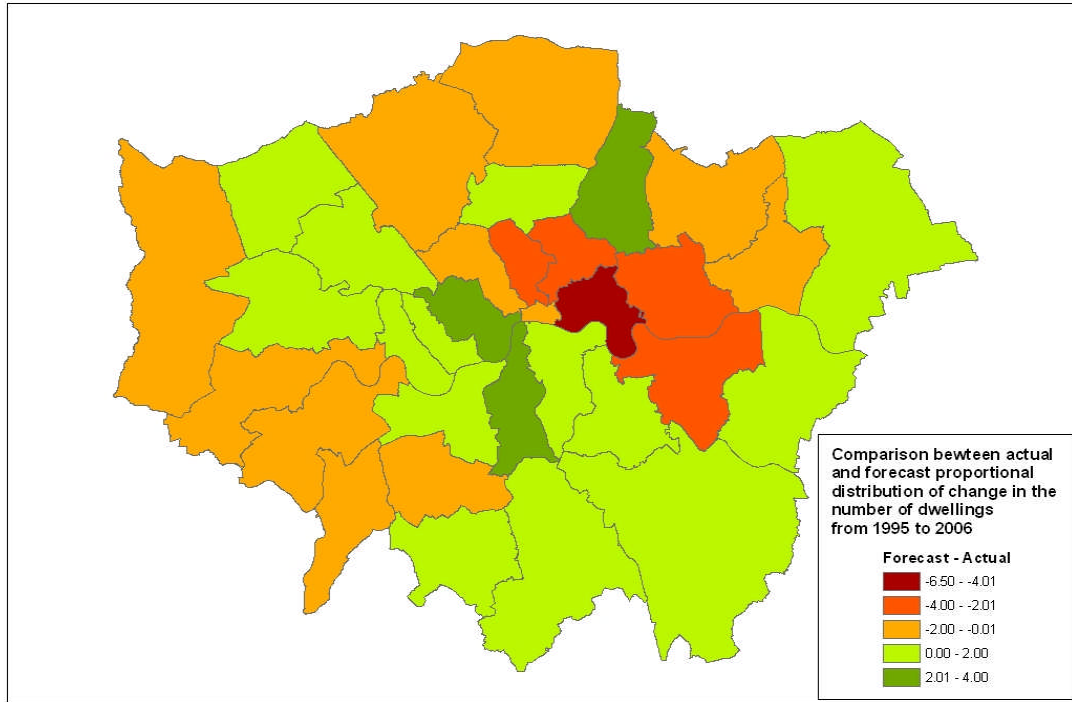 Comparison bewteen actual
and forecast proportional
distribution of change in the
number of dwellings
from 1995 to 2006
Forecast - Actual
-6.50 - -4.01
-4.00 - -2.01
-2.00 - -0.01
0.00 - 2.00
2.01 - 4.00